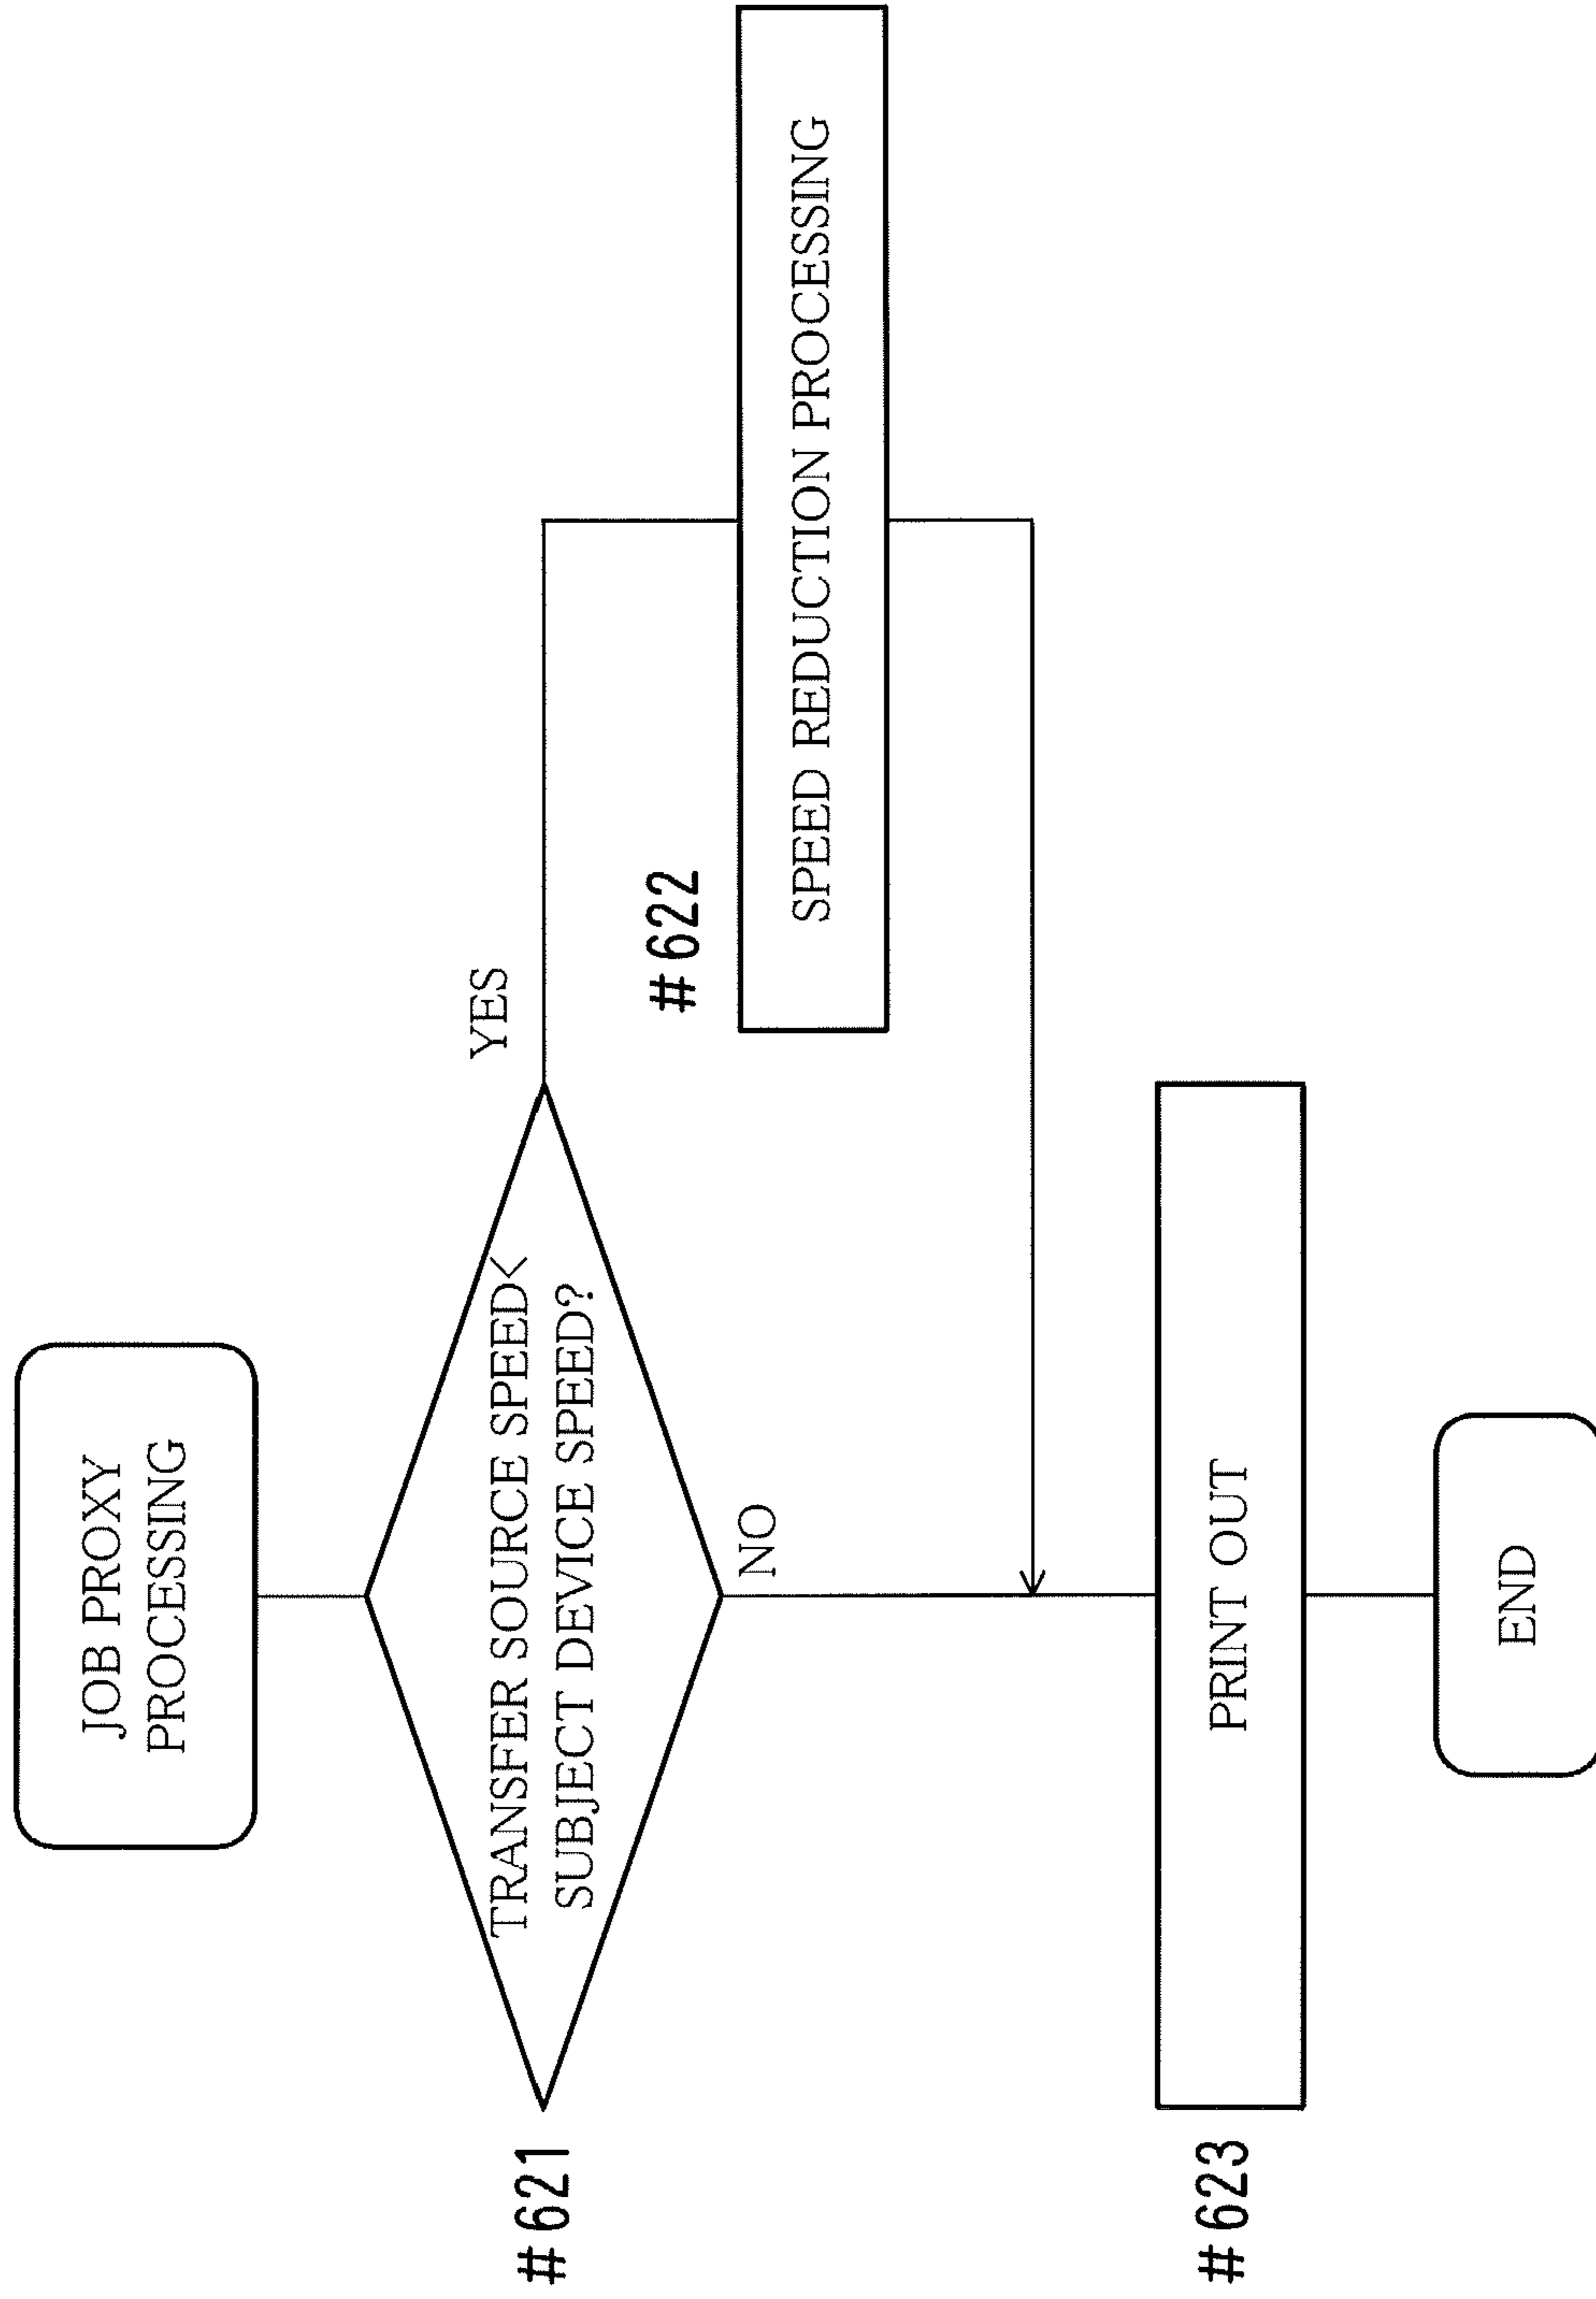 JOB PROXY
PROCESSING
#621
TRANSFER SOURCE SPEED<
SUBJECT DEVICE SPEED?
YES
NO
#622
SPEED REDUCTION PROCESSING
#623
PRINT OUT
END